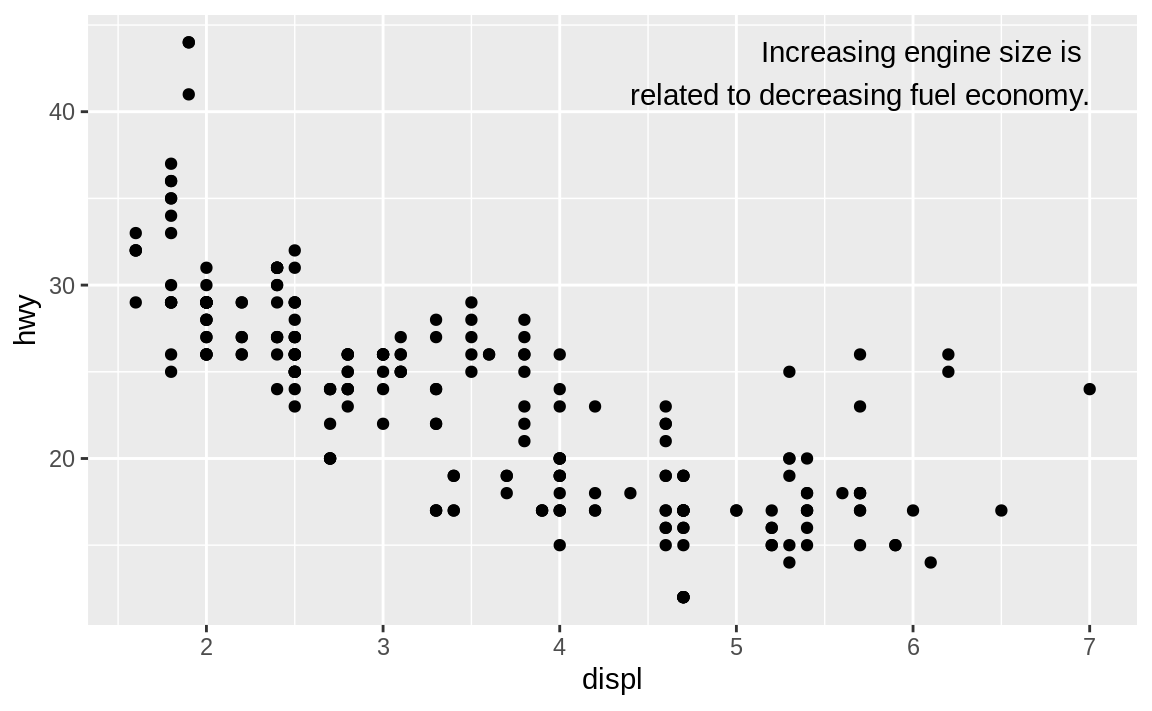 Increasing engine size is
related to decreasing fuel economy.
40
30
20
hwy
2 3 4 5 6 7
displ